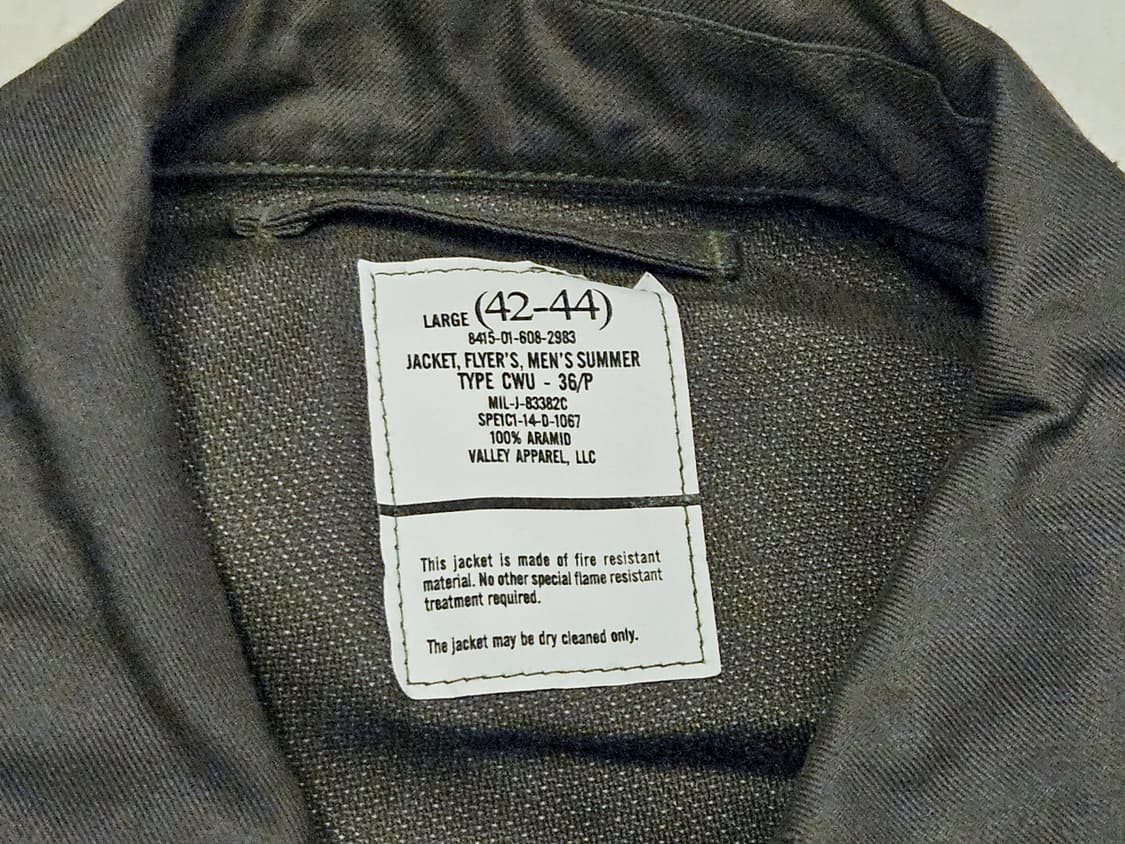 LARGE (42-44)
8415-01-608-2983
JACKET, FLYER'S, MEN'S SUMMER
TYPE CWU - 36/P
MIL-J-83382C
SPE1C1-14-D-1067
100% ARAMID
VALLEY APPAREL, LLC
This jacket is made of fire resistant
material. No other special flame resistant
treatment required.
The jacket may be dry cleaned only.